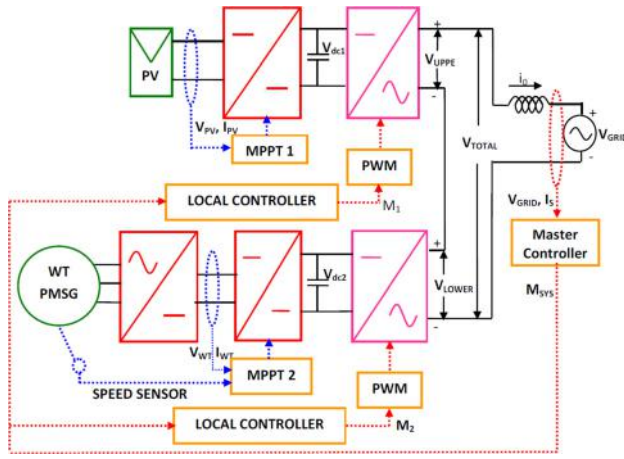 PV
V_PV, I_PV
MPPT 1
V_dc1
PWM
V_UPPE
+
-
V_TOTAL
i_0
+
V_GRID
-
V_GRID, I_S
LOCAL CONTROLLER
M_1
Master
Controller
M_SYS
WT
PMSG
V_WT I_WT
MPPT 2
V_dc2
+
V_LOWER
-
PWM
SPEED SENSOR
LOCAL CONTROLLER
M_2